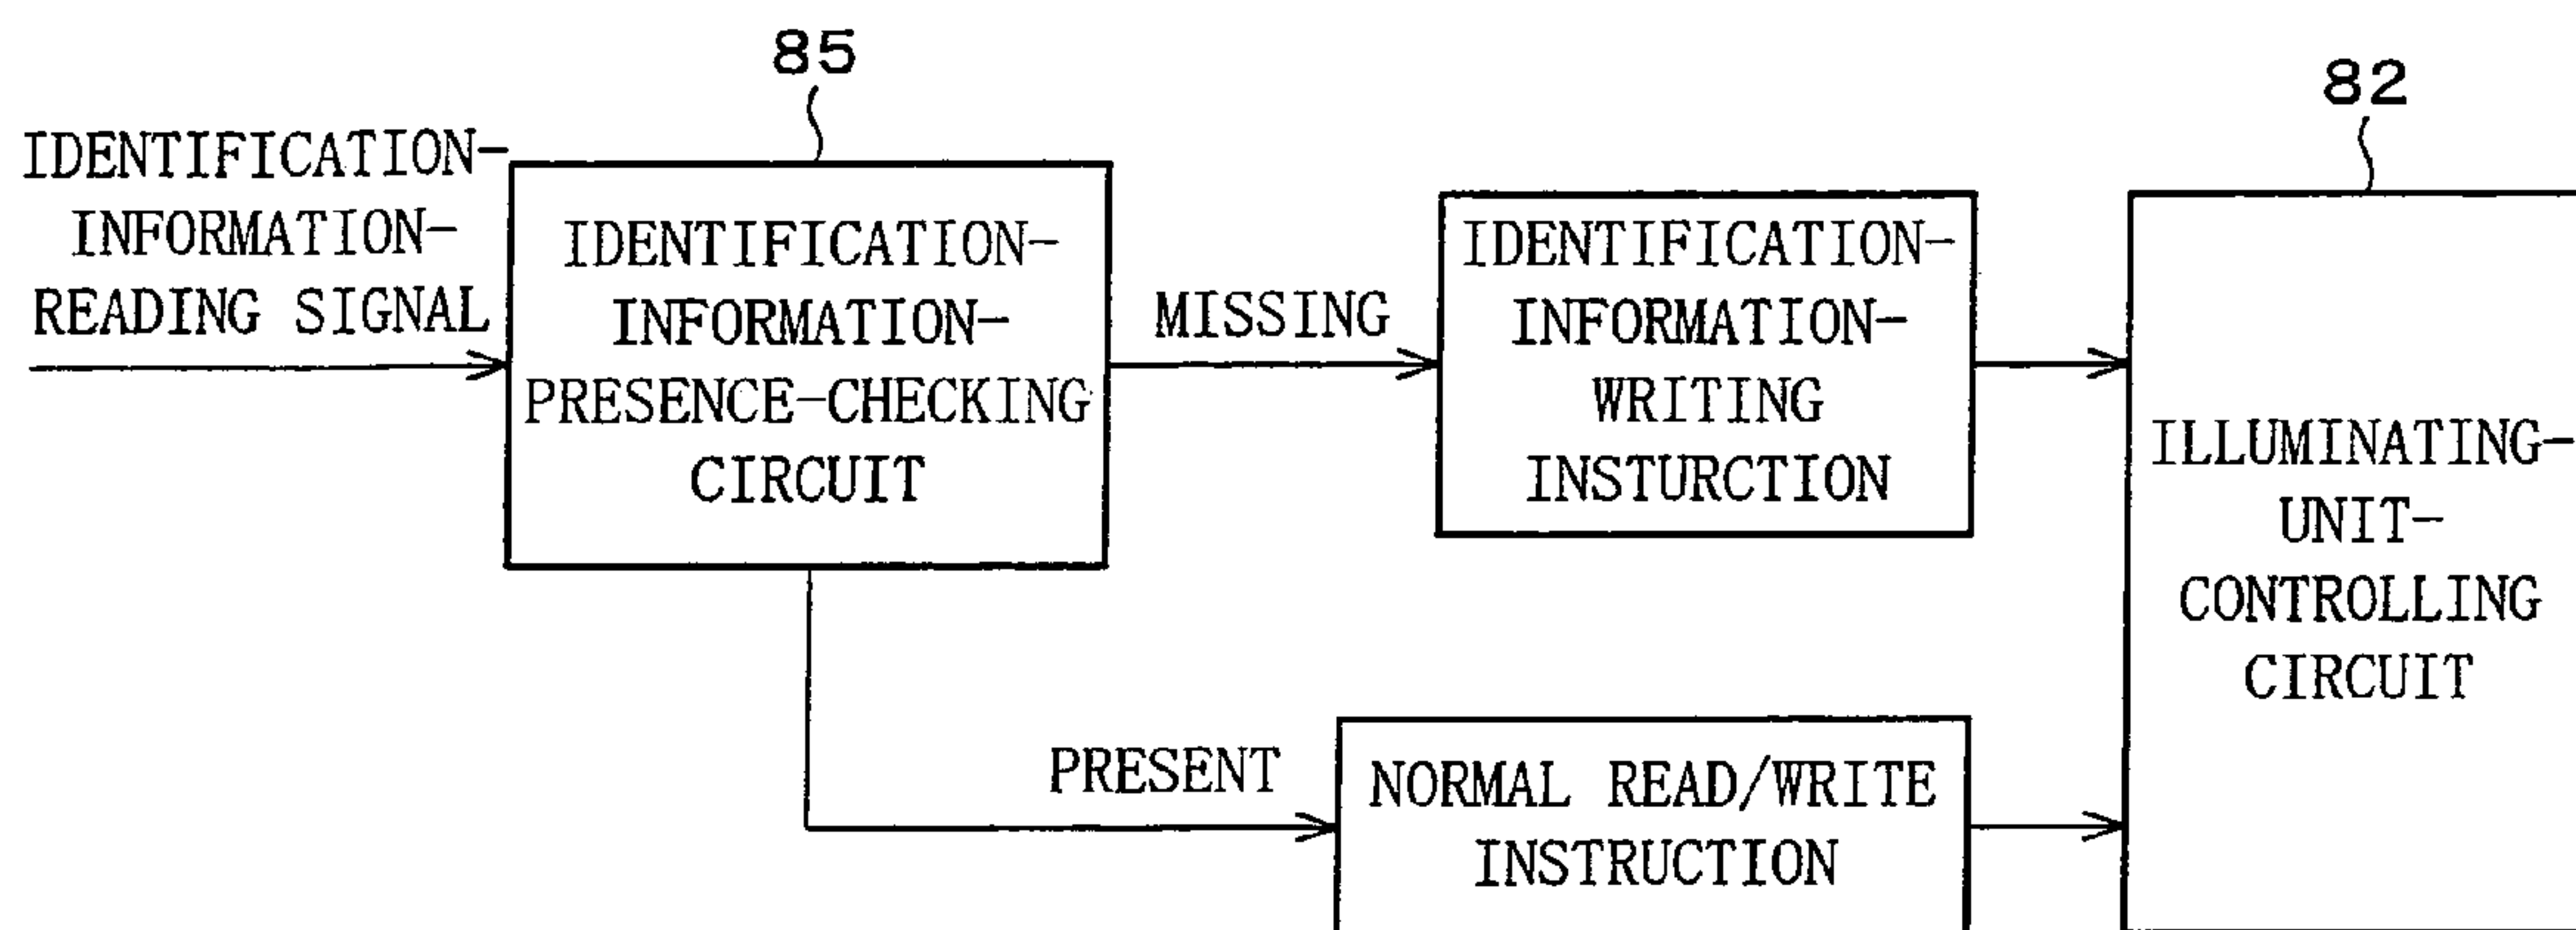 85
82
IDENTIFICATION-
INFORMATION-
READING SIGNAL
IDENTIFICATION-
INFORMATION-
PRESENCE-CHECKING
CIRCUIT
MISSING
IDENTIFICATION-
INFORMATION-
WRITING
INSTURCTION
ILLUMINATING-
UNIT-
CONTROLLING
CIRCUIT
PRESENT
NORMAL READ/WRITE
INSTRUCTION